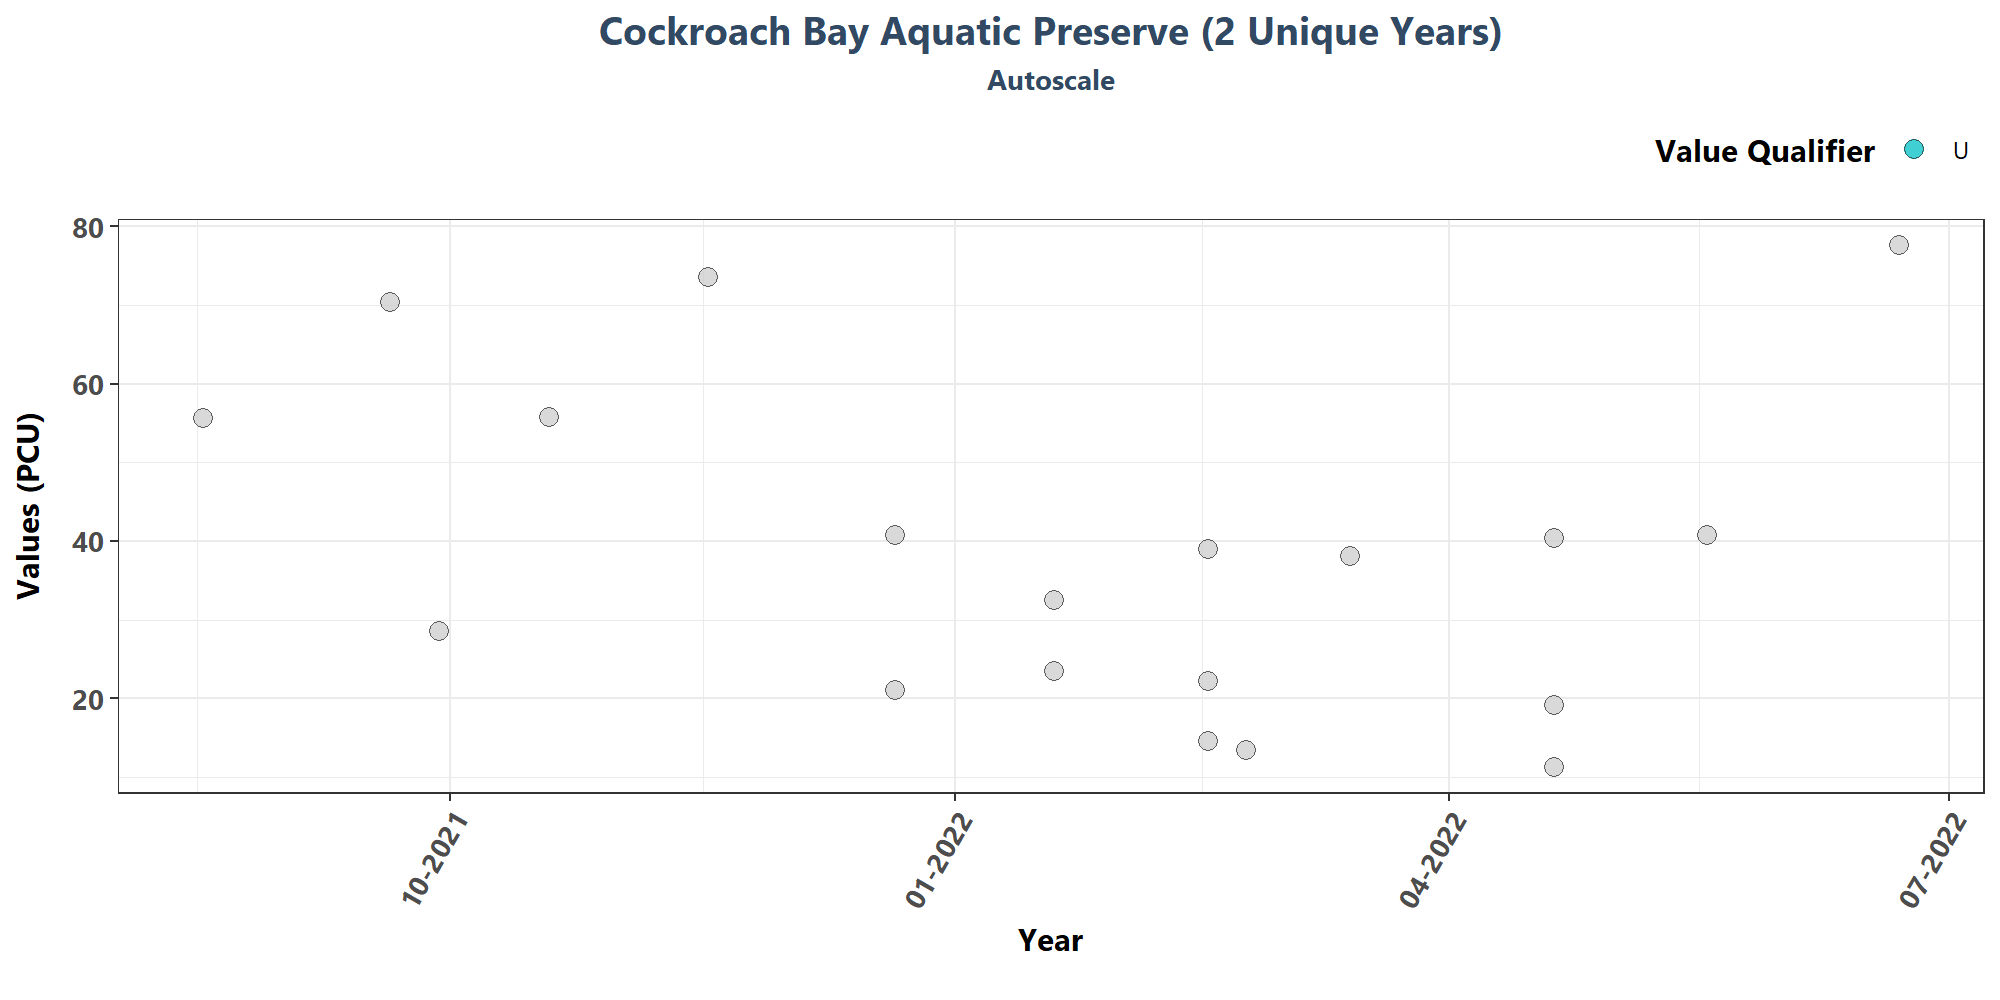 Cockroach Bay Aquatic Preserve (2 Unique Years)
Autoscale
Value Qualifier U
Values (PCU)
80
60
40
20
10-2021
01-2022
04-2022
07-2022
Year